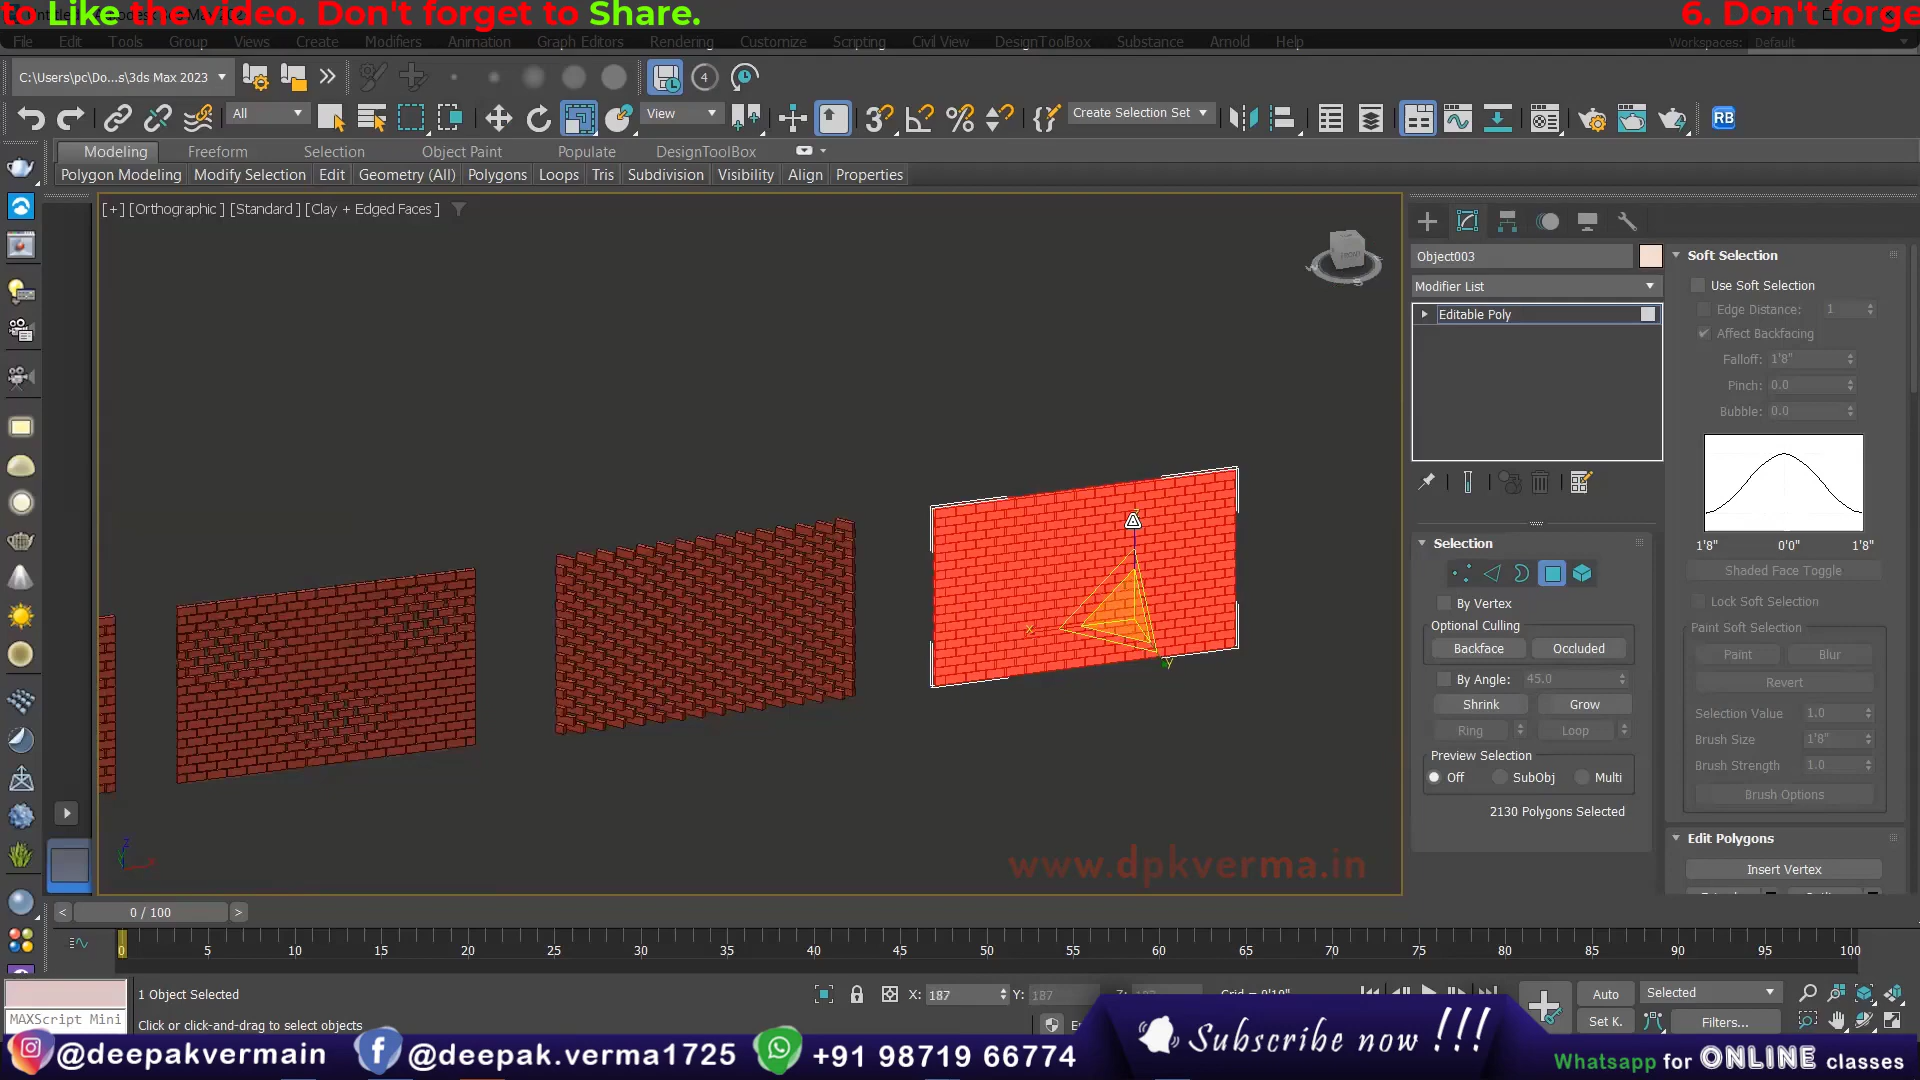 to Like the video. Don't forget to Share.
6. Don't forge
File Edit Tools Group Views Create Modifiers Animation Graph Editors Rendering Customize Scripting Civil View DesignToolBox Substance Arnold Help
Workspaces: Default
C:\Users\pc\Do...s\3ds Max 2023
4
All
View
Create Selection Set
RB
Modeling Freeform Selection Object Paint Populate DesignToolBox
Polygon Modeling Modify Selection Edit Geometry (All) Polygons Loops Tris Subdivision Visibility Align Properties
[+] [Orthographic ] [Standard ] [Clay + Edged Faces ]
Object003
Modifier List
Editable Poly
Selection
By Vertex
Optional Culling
Backface Occluded
By Angle: 45.0
Shrink Grow
Ring Loop
Preview Selection
Off SubObj Multi
2130 Polygons Selected
Soft Selection
Use Soft Selection
Edge Distance: 1
Affect Backfacing
Falloff: 1'8"
Pinch: 0.0
Bubble: 0.0
1'8" 0'0" 1'8"
Shaded Face Toggle
Lock Soft Selection
Paint Soft Selection
Paint Blur
Revert
Selection Value 1.0
Brush Size 1'8"
Brush Strength 1.0
Brush Options
Edit Polygons
Insert Vertex
x
y
www.dpkverma.in
< 0 / 100 >
0 5 10 15 20 25 30 35 40 45 50 55 60 65 70 75 80 85 90 95 100
1 Object Selected
X: 187 Y: 187
MAXScript Mini
Click or click-and-drag to select objects
Auto Selected
Set K. Filters...
@deepakvermain @deepak.verma1725 +91 98719 66774
Subscribe now !!!
Whatsapp for ONLINE classes